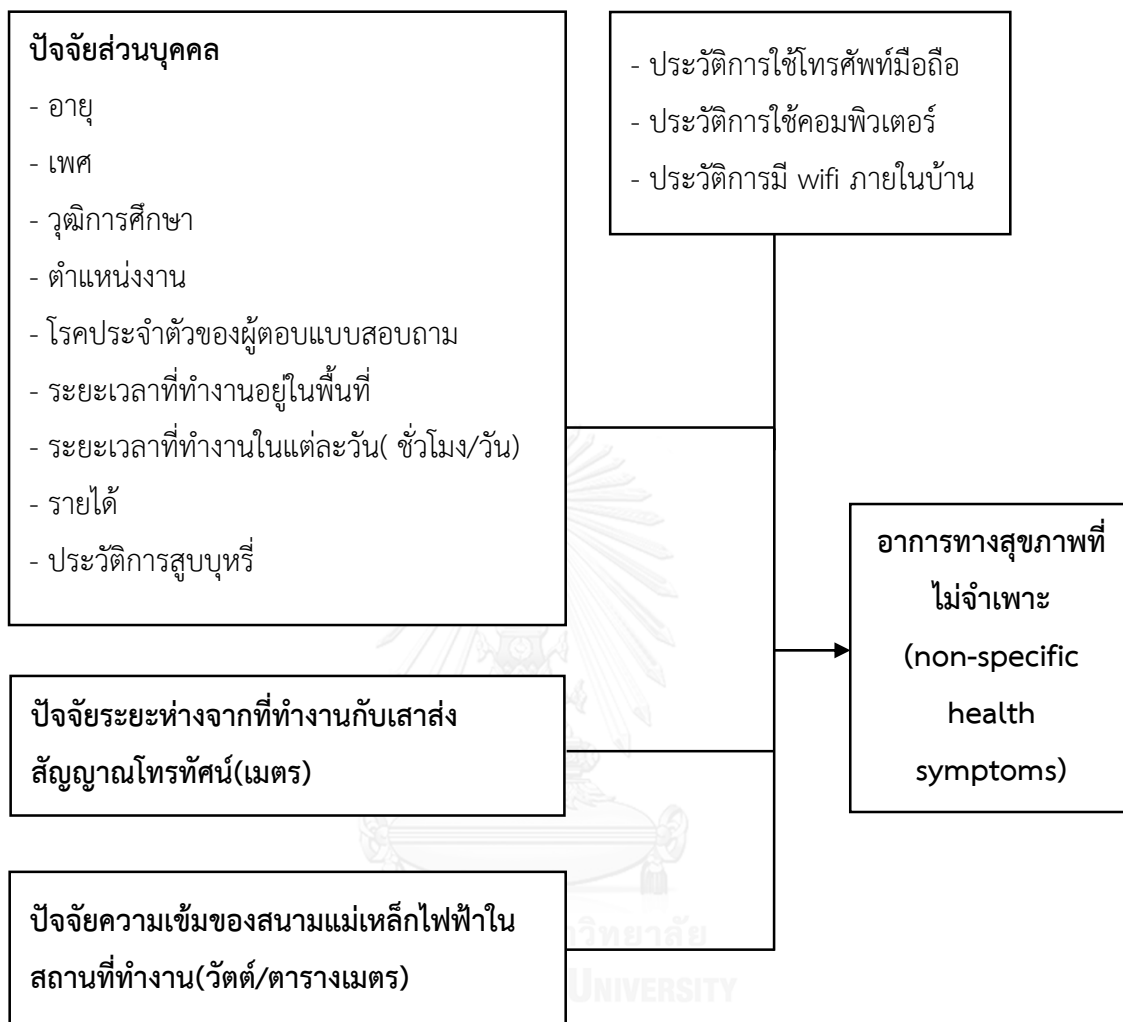 ปัจจัยส่วนบุคคล
- อายุ
- เพศ
- วุฒิการศึกษา
- ตำแหน่งงาน
- โรคประจำตัวของผู้ตอบแบบสอบถาม
- ระยะเวลาที่ทำงานอยู่ในพื้นที่
- ระยะเวลาที่ทำงานในแต่ละวัน( ชั่วโมง/วัน)
- รายได้
- ประวัติการสูบบุหรี่
- ประวัติการใช้โทรศัพท์มือถือ
- ประวัติการใช้คอมพิวเตอร์
- ประวัติการมี wifi ภายในบ้าน
ปัจจัยระยะห่างจากที่ทำงานกับเสาส่ง
สัญญาณโทรทัศน์(เมตร)
ปัจจัยความเข้มของสนามแม่เหล็กไฟฟ้าใน
สถานที่ทำงาน(วัตต์/ตารางเมตร)
อาการทางสุขภาพที่
ไม่จำเพาะ
(non-specific
health
symptoms)
UNIVERSITY